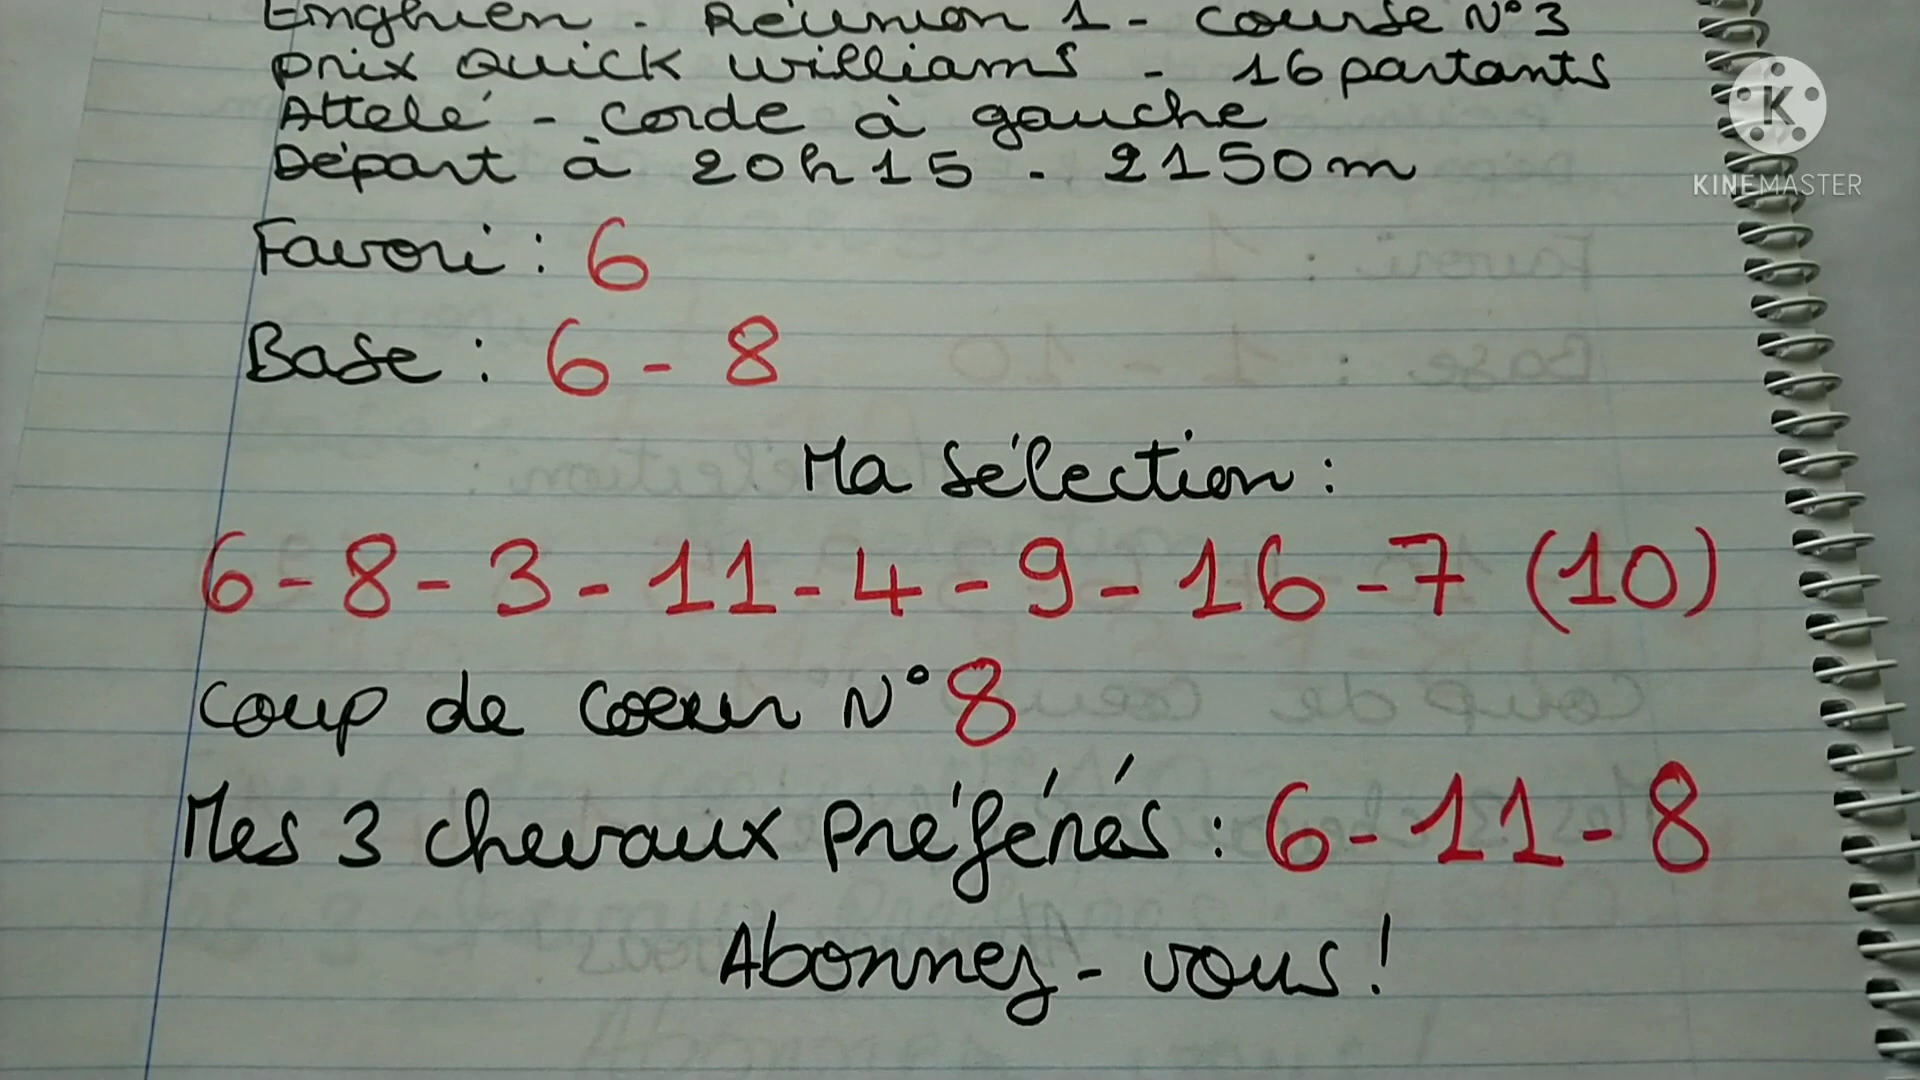 Enghien - Réunion 1 - course N°3
prix Quick williams - 16 partants
Attelé - corde à gauche
Départ à 20h15 - 2150m
Favori : 6
Base : 6 - 8
Ma sélection :
6 - 8 - 3 - 11 - 4 - 9 - 16 - 7 (10)
coup de coeur N° 8
Mes 3 chevaux préférés : 6 - 11 - 8
Abonnez-vous !
K
KINEMASTER